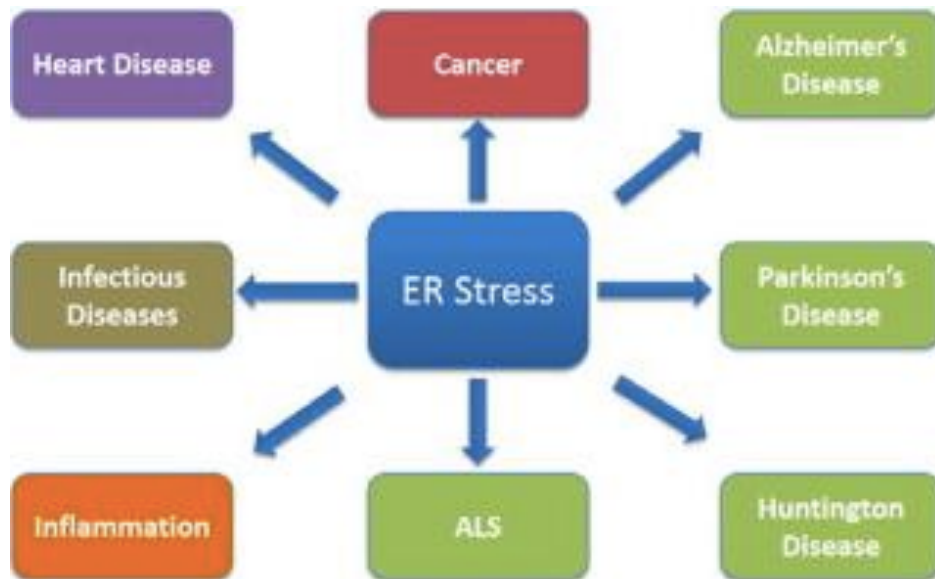 Heart Disease
Cancer
Alzheimer's
Disease
Infectious
Diseases
ER Stress
Parkinson's
Disease
Inflammation
ALS
Huntington
Disease